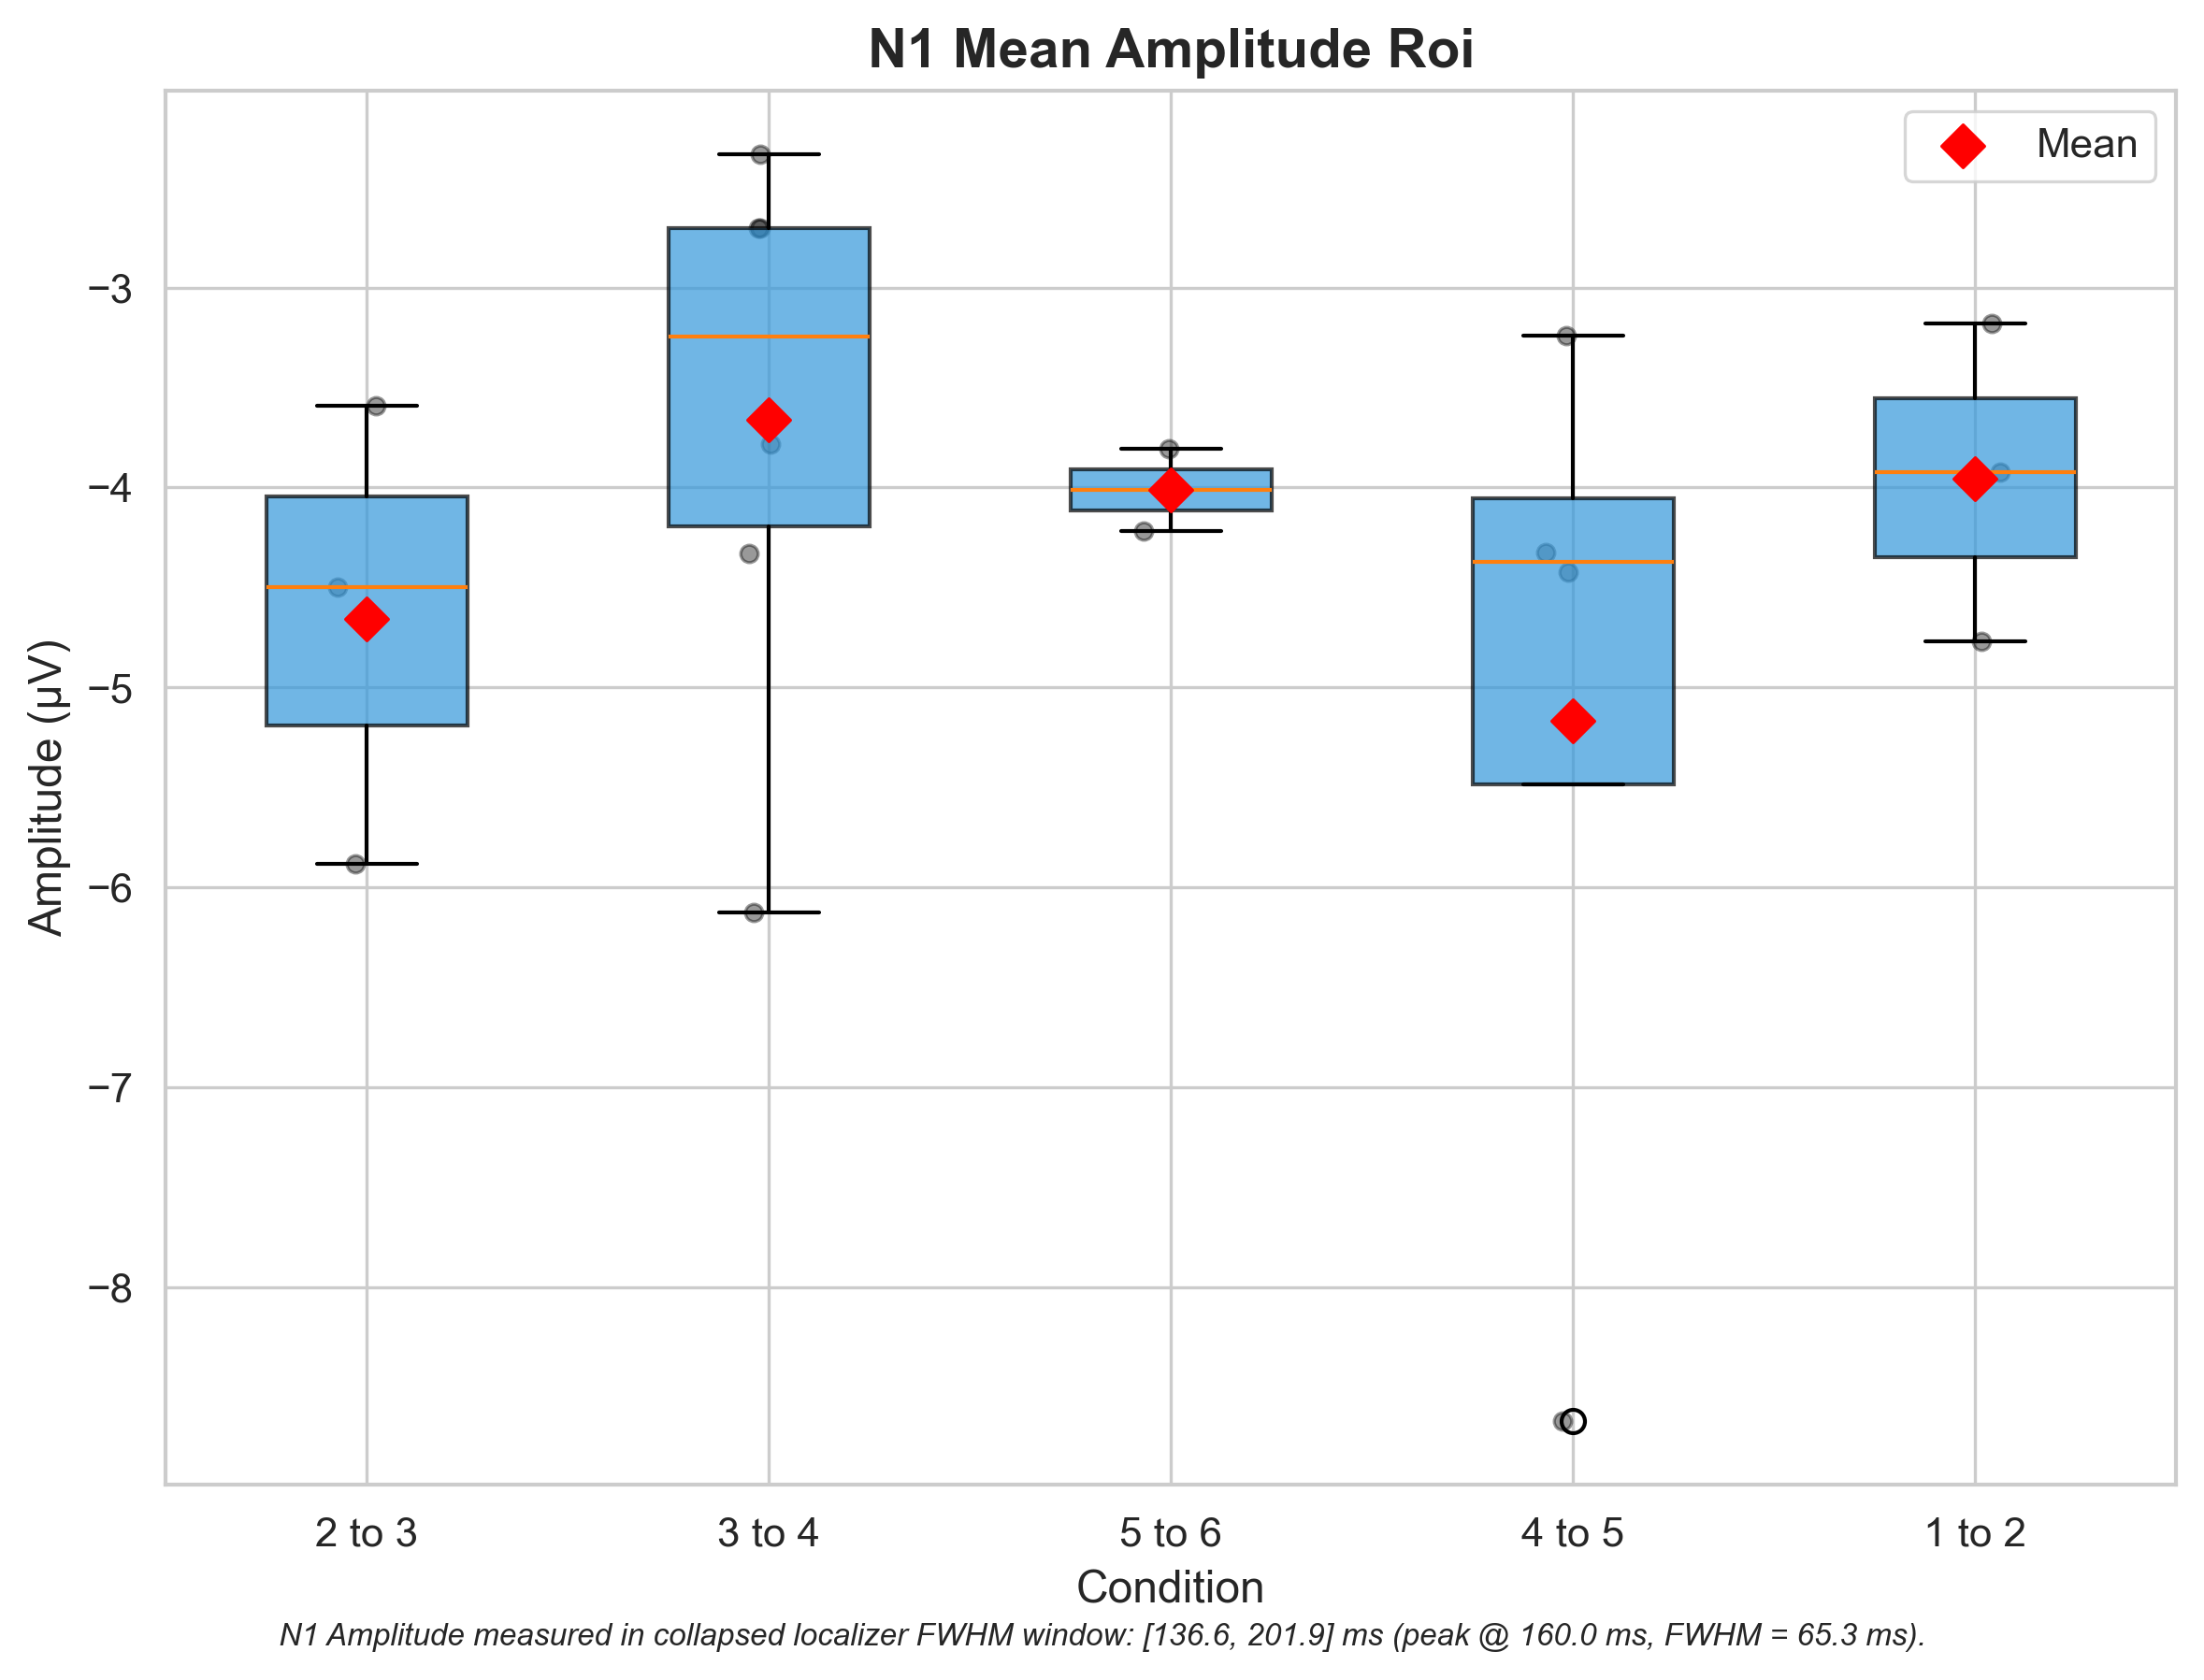 N1 Mean Amplitude Roi
Mean
−3
−4
−5
−6
−7
−8
Amplitude (µV)
2 to 3
3 to 4
5 to 6
4 to 5
1 to 2
Condition
N1 Amplitude measured in collapsed localizer FWHM window: [136.6, 201.9] ms (peak @ 160.0 ms, FWHM = 65.3 ms).